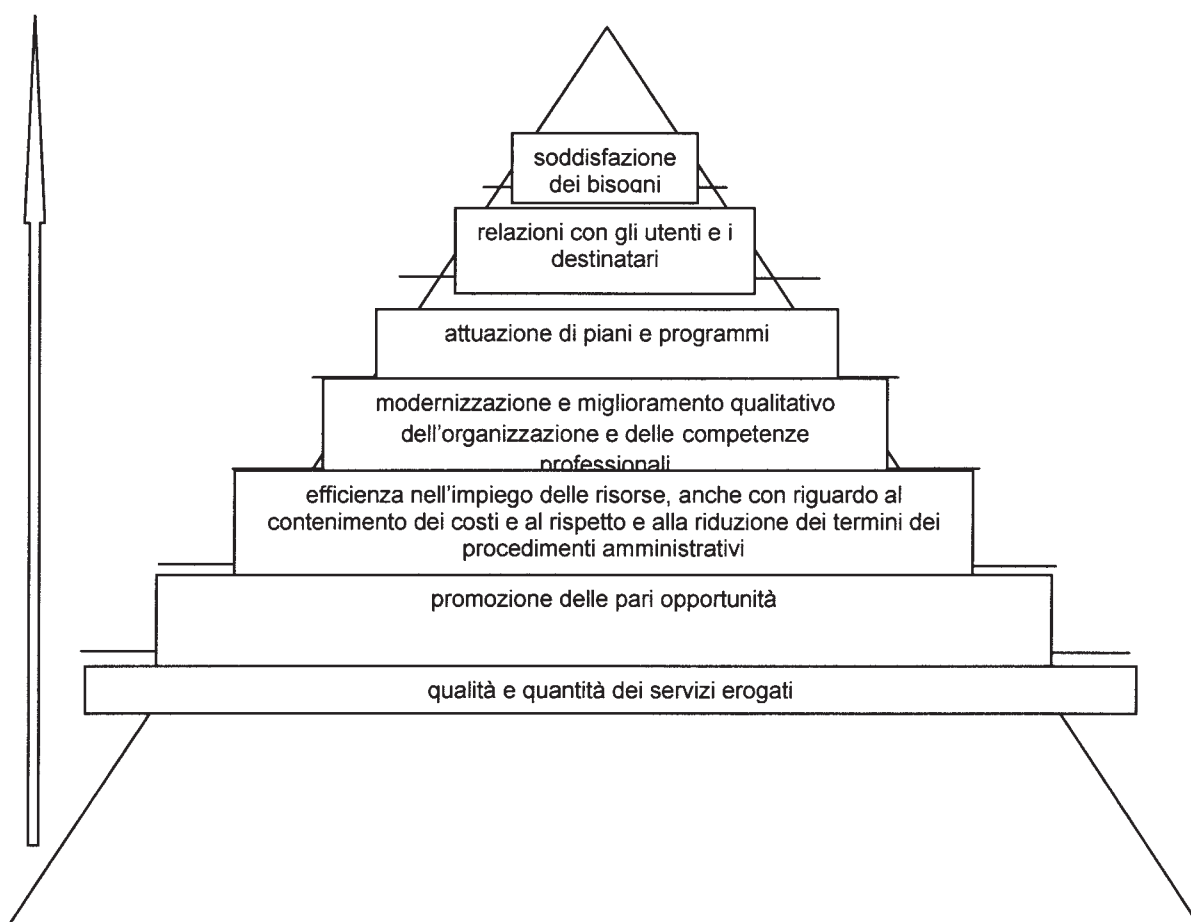 soddisfazione
dei bisogni
relazioni con gli utenti e i
destinatari
attuazione di piani e programmi
modernizzazione e miglioramento qualitativo
dell'organizzazione e delle competenze
professionali
efficienza nell'impiego delle risorse, anche con riguardo al
contenimento dei costi e al rispetto e alla riduzione dei termini dei
procedimenti amministrativi
promozione delle pari opportunità
qualità e quantità dei servizi erogati